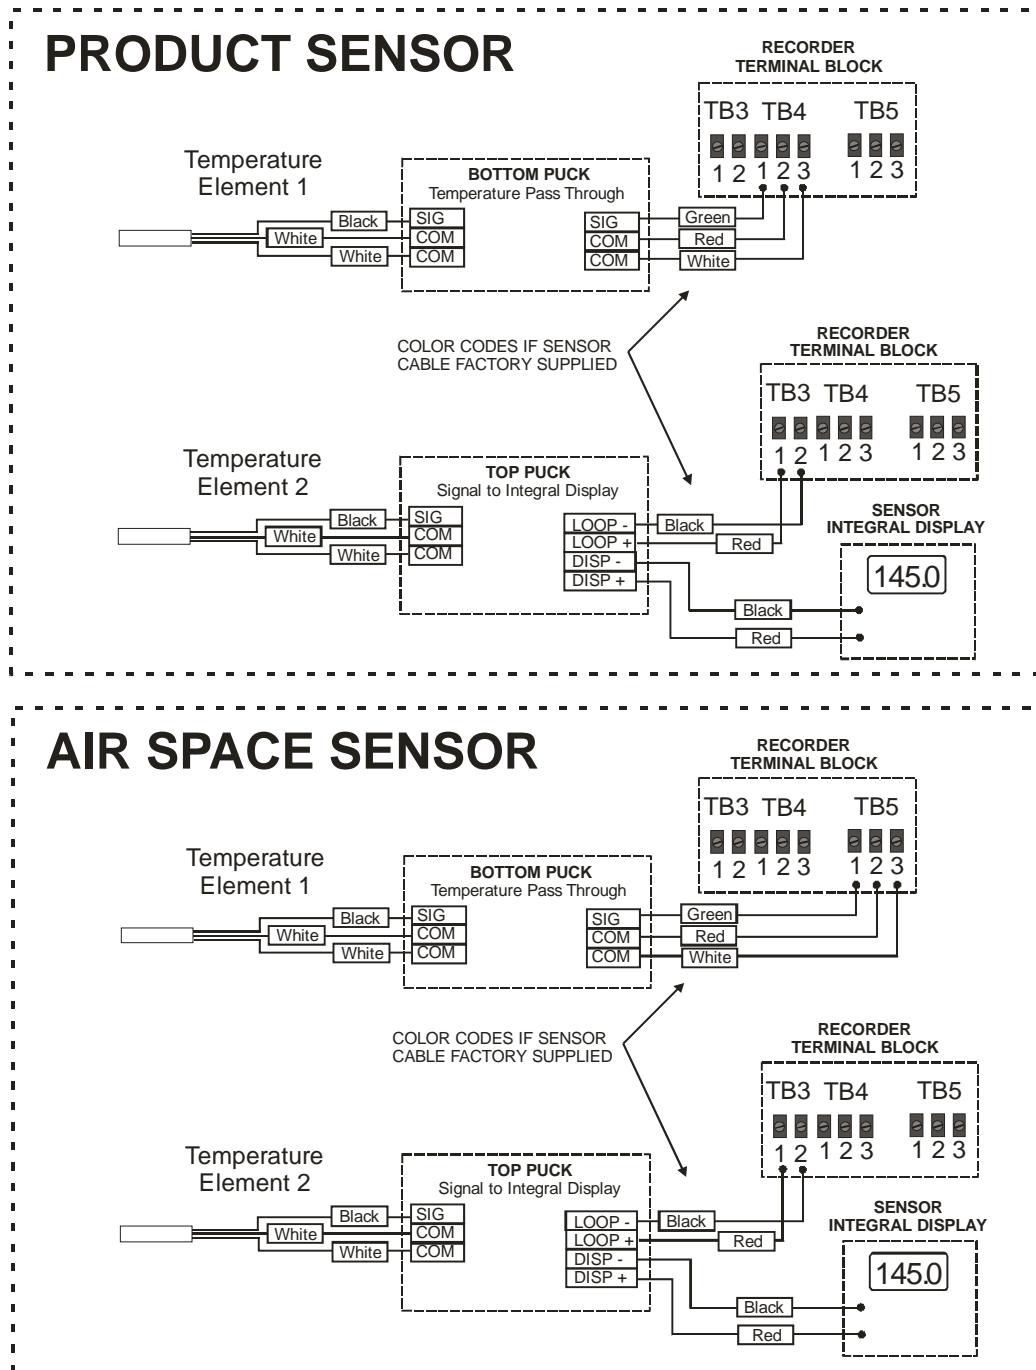 PRODUCT SENSOR
RECORDER
TERMINAL BLOCK
TB3 TB4 TB5
1 2 1 2 3 1 2 3
Temperature
Element 1
BOTTOM PUCK
Temperature Pass Through
Black
White
White
SIG
COM
COM
SIG
COM
COM
Green
Red
White
COLOR CODES IF SENSOR
CABLE FACTORY SUPPLIED
RECORDER
TERMINAL BLOCK
TB3 TB4 TB5
1 2 1 2 3 1 2 3
Temperature
Element 2
TOP PUCK
Signal to Integral Display
Black
White
White
SIG
COM
COM
LOOP -
LOOP +
DISP -
DISP +
Black
Red
Black
Red
SENSOR
INTEGRAL DISPLAY
145.0
AIR SPACE SENSOR
RECORDER
TERMINAL BLOCK
TB3 TB4 TB5
1 2 1 2 3 1 2 3
Temperature
Element 1
BOTTOM PUCK
Temperature Pass Through
Black
White
White
SIG
COM
COM
SIG
COM
COM
Green
Red
White
COLOR CODES IF SENSOR
CABLE FACTORY SUPPLIED
RECORDER
TERMINAL BLOCK
TB3 TB4 TB5
1 2 1 2 3 1 2 3
Temperature
Element 2
TOP PUCK
Signal to Integral Display
Black
White
White
SIG
COM
COM
LOOP -
LOOP +
DISP -
DISP +
Black
Red
Black
Red
SENSOR
INTEGRAL DISPLAY
145.0